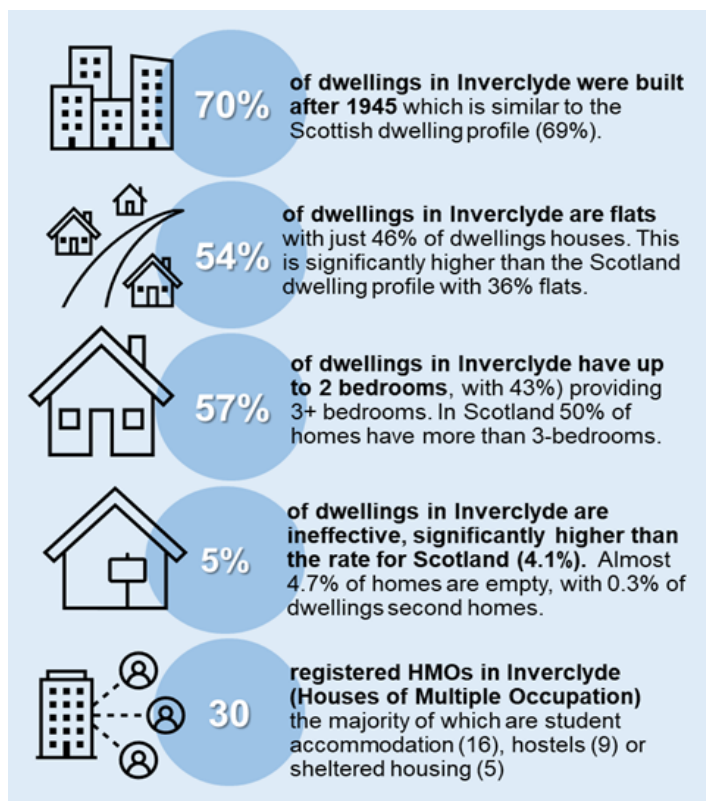 70%
of dwellings in Inverclyde were built
after 1945 which is similar to the
Scottish dwelling profile (69%).
54%
of dwellings in Inverclyde are flats
with just 46% of dwellings houses. This
is significantly higher than the Scotland
dwelling profile with 36% flats.
57%
of dwellings in Inverclyde have up
to 2 bedrooms, with 43%) providing
3+ bedrooms. In Scotland 50% of
homes have more than 3-bedrooms.
5%
of dwellings in Inverclyde are
ineffective, significantly higher than
the rate for Scotland (4.1%). Almost
4.7% of homes are empty, with 0.3% of
dwellings second homes.
30
registered HMOs in Inverclyde
(Houses of Multiple Occupation)
the majority of which are student
accommodation (16), hostels (9) or
sheltered housing (5)